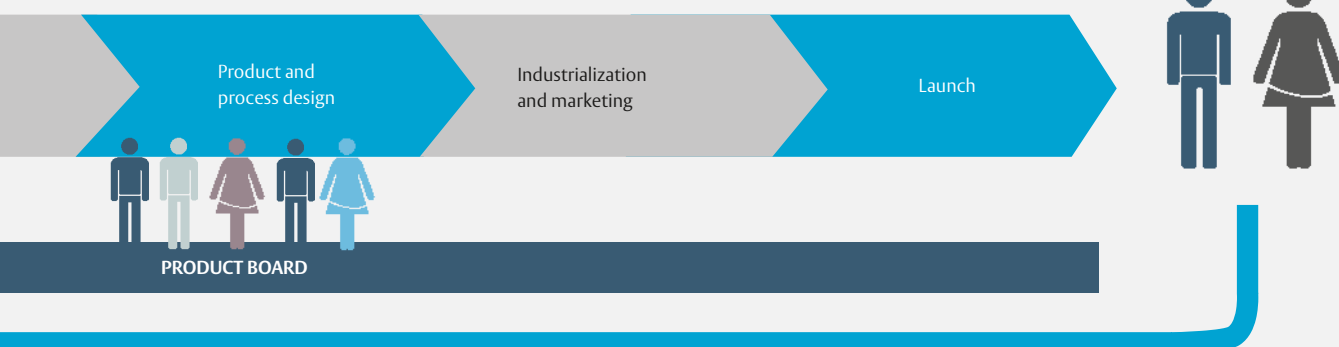 Product and
process design
Industrialization
and marketing
Launch
PRODUCT BOARD